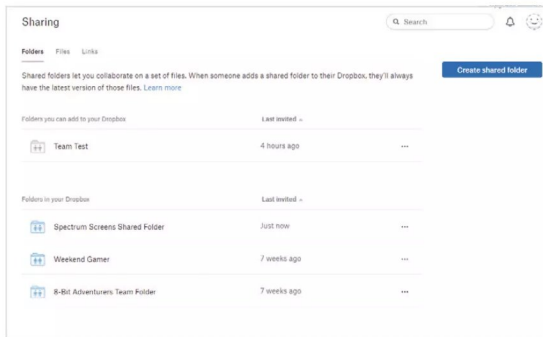 Sharing
Search
Folders Files Links
Create shared folder
Shared folders let you collaborate on a set of files. When someone adds a shared folder to their Dropbox, they'll always
have the latest version of those files. Learn more
Folders you can add to your Dropbox Last invited
Team Test 4 hours ago ...
Folders in your Dropbox Last invited
Spectrum Screens Shared Folder Just now ...
Weekend Gamer 7 weeks ago ...
8-Bit Adventurers Team Folder 7 weeks ago ...